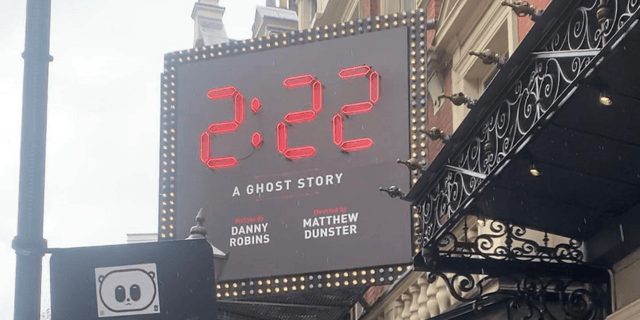 2:22
A GHOST STORY
Written by
DANNY
ROBINS
Directed by
MATTHEW
DUNSTER